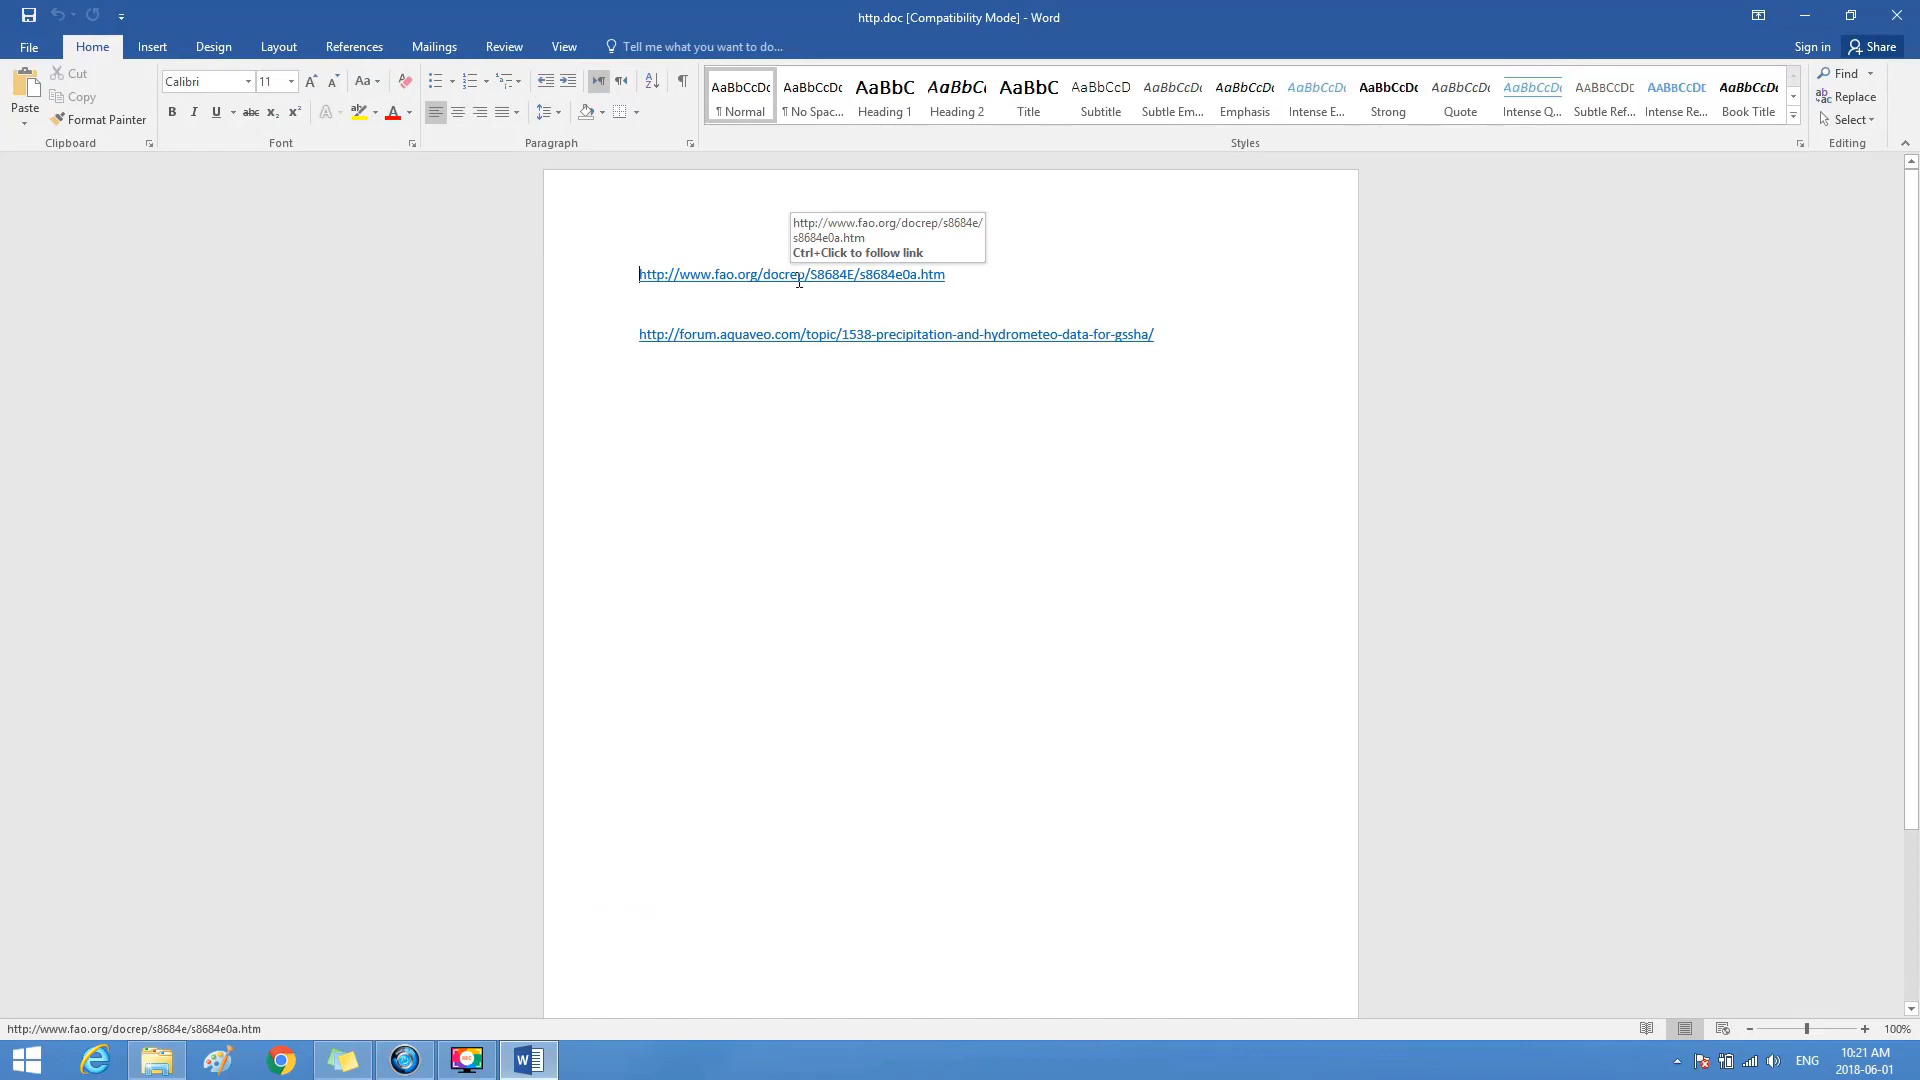 http.doc [Compatibility Mode] - Word
File
Home
Insert
Design
Layout
References
Mailings
Review
View
Tell me what you want to do...
Sign in
Share
Paste
Cut
Copy
Format Painter
Clipboard
Calibri
11
Font
Paragraph
AaBbCcDc
¶ Normal
AaBbCcDc
¶ No Spac...
AaBbC
Heading 1
AaBbC
Heading 2
AaBbC
Title
AaBbCcD
Subtitle
AaBbCcDc
Subtle Em...
AaBbCcDc
Emphasis
AaBbCcDc
Intense E...
AaBbCcDc
Strong
AaBbCcDc
Quote
AaBbCcDc
Intense Q...
AaBbCcDc
Subtle Ref...
AaBbCcDc
Intense Re...
AaBbCcDc
Book Title
Styles
Find
Replace
Select
Editing
http://www.fao.org/docrep/s8684e/
s8684e0a.htm
Ctrl+Click to follow link
http://www.fao.org/docrep/S8684E/s8684e0a.htm
http://forum.aquaveo.com/topic/1538-precipitation-and-hydrometeo-data-for-gssha/
http://www.fao.org/docrep/s8684e/s8684e0a.htm
100%
ENG
10:21 AM
2018-06-01